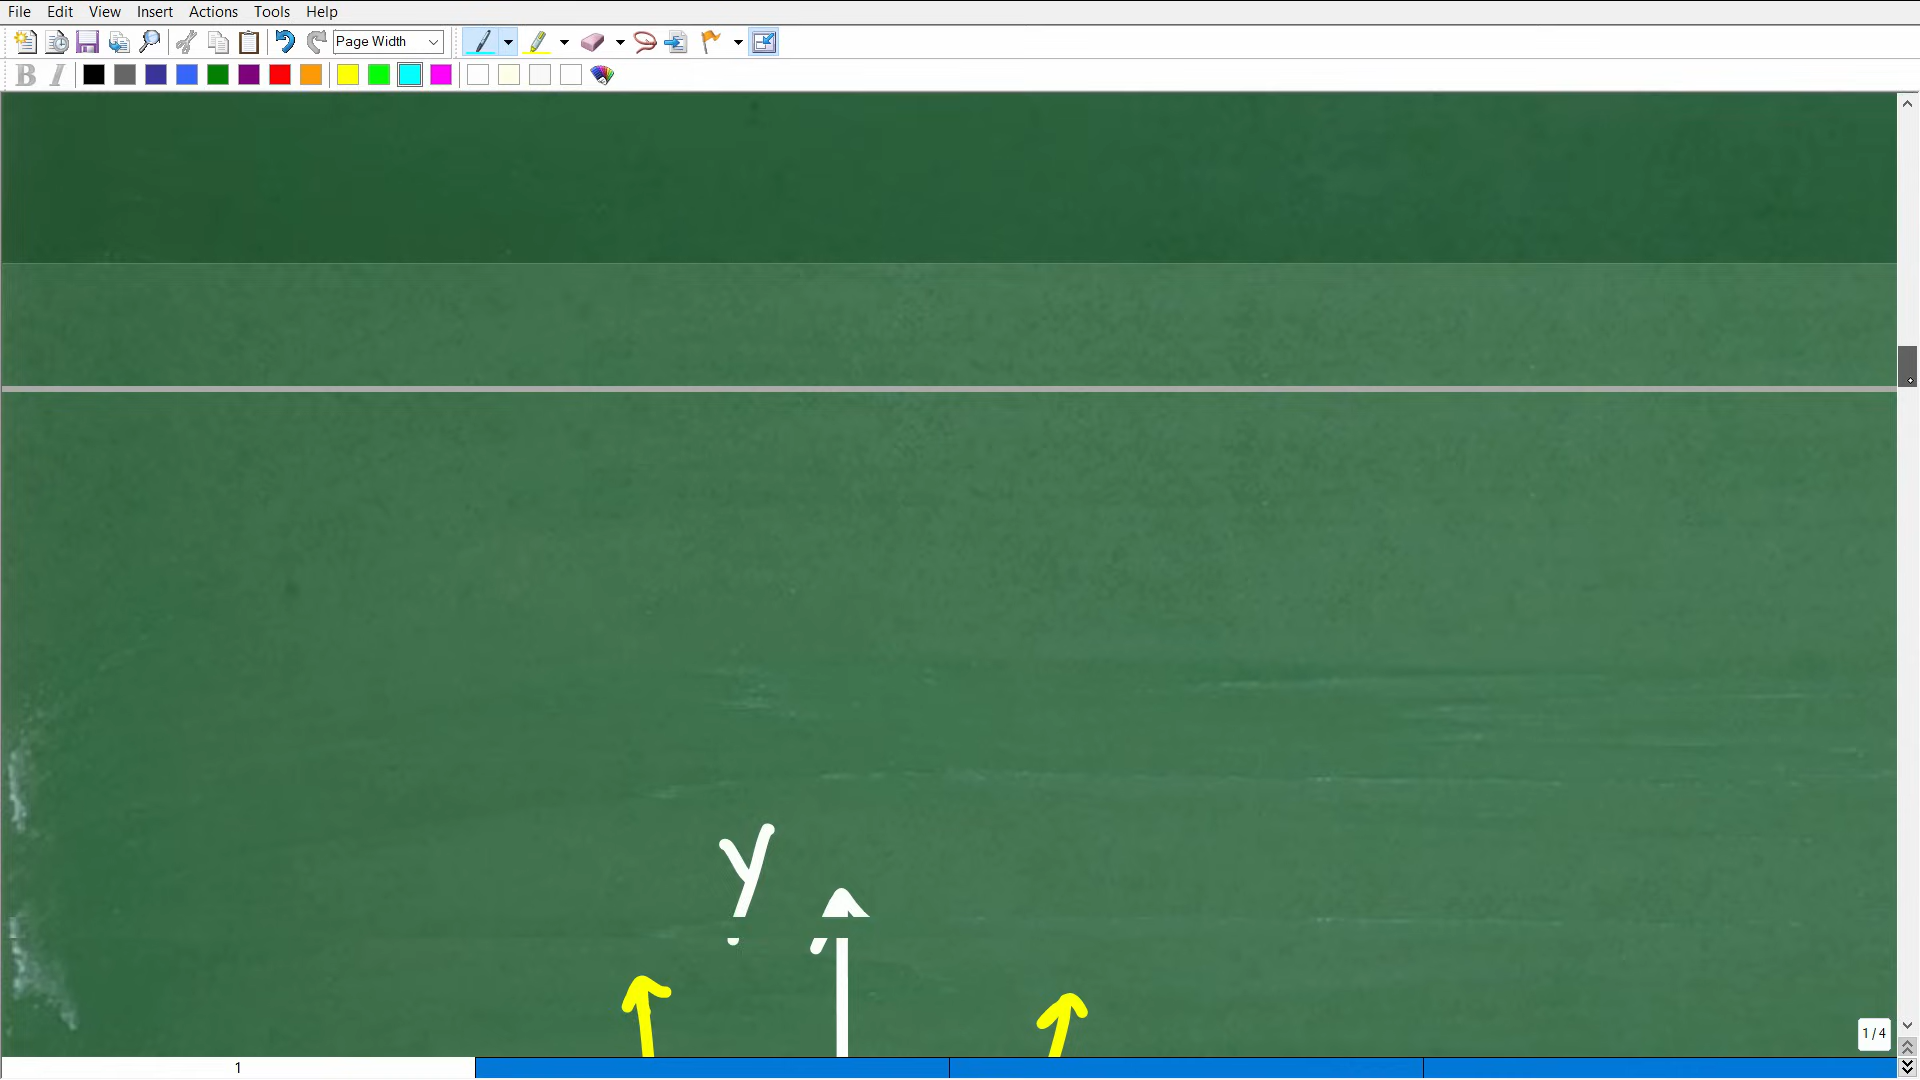 File Edit View Insert Actions Tools Help
Page Width
B I
y
1 / 4
1